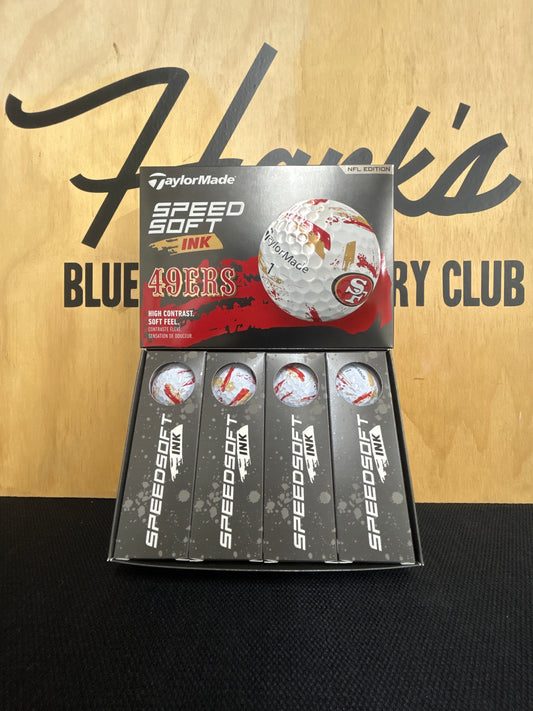 Hank's
BLUE
RY CLUB
TaylorMade
NFL EDITION
SPEED
SOFT
INK
49ERS
HIGH CONTRAST.
SOFT FEEL.
CONTRASTE ÉLEVÉ.
SENSATION DE DOUCEUR.
TaylorMade
1
SF
SPEEDSOFT INK
SPEEDSOFT INK
SPEEDSOFT INK
SPEEDSOFT INK